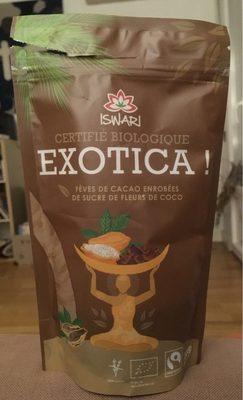 ISWARI
CERTIFIÉ BIOLOGIQUE
EXOTICA !
FÈVES DE CACAO ENROBÉES
DE SUCRE DE FLEURS DE COCO